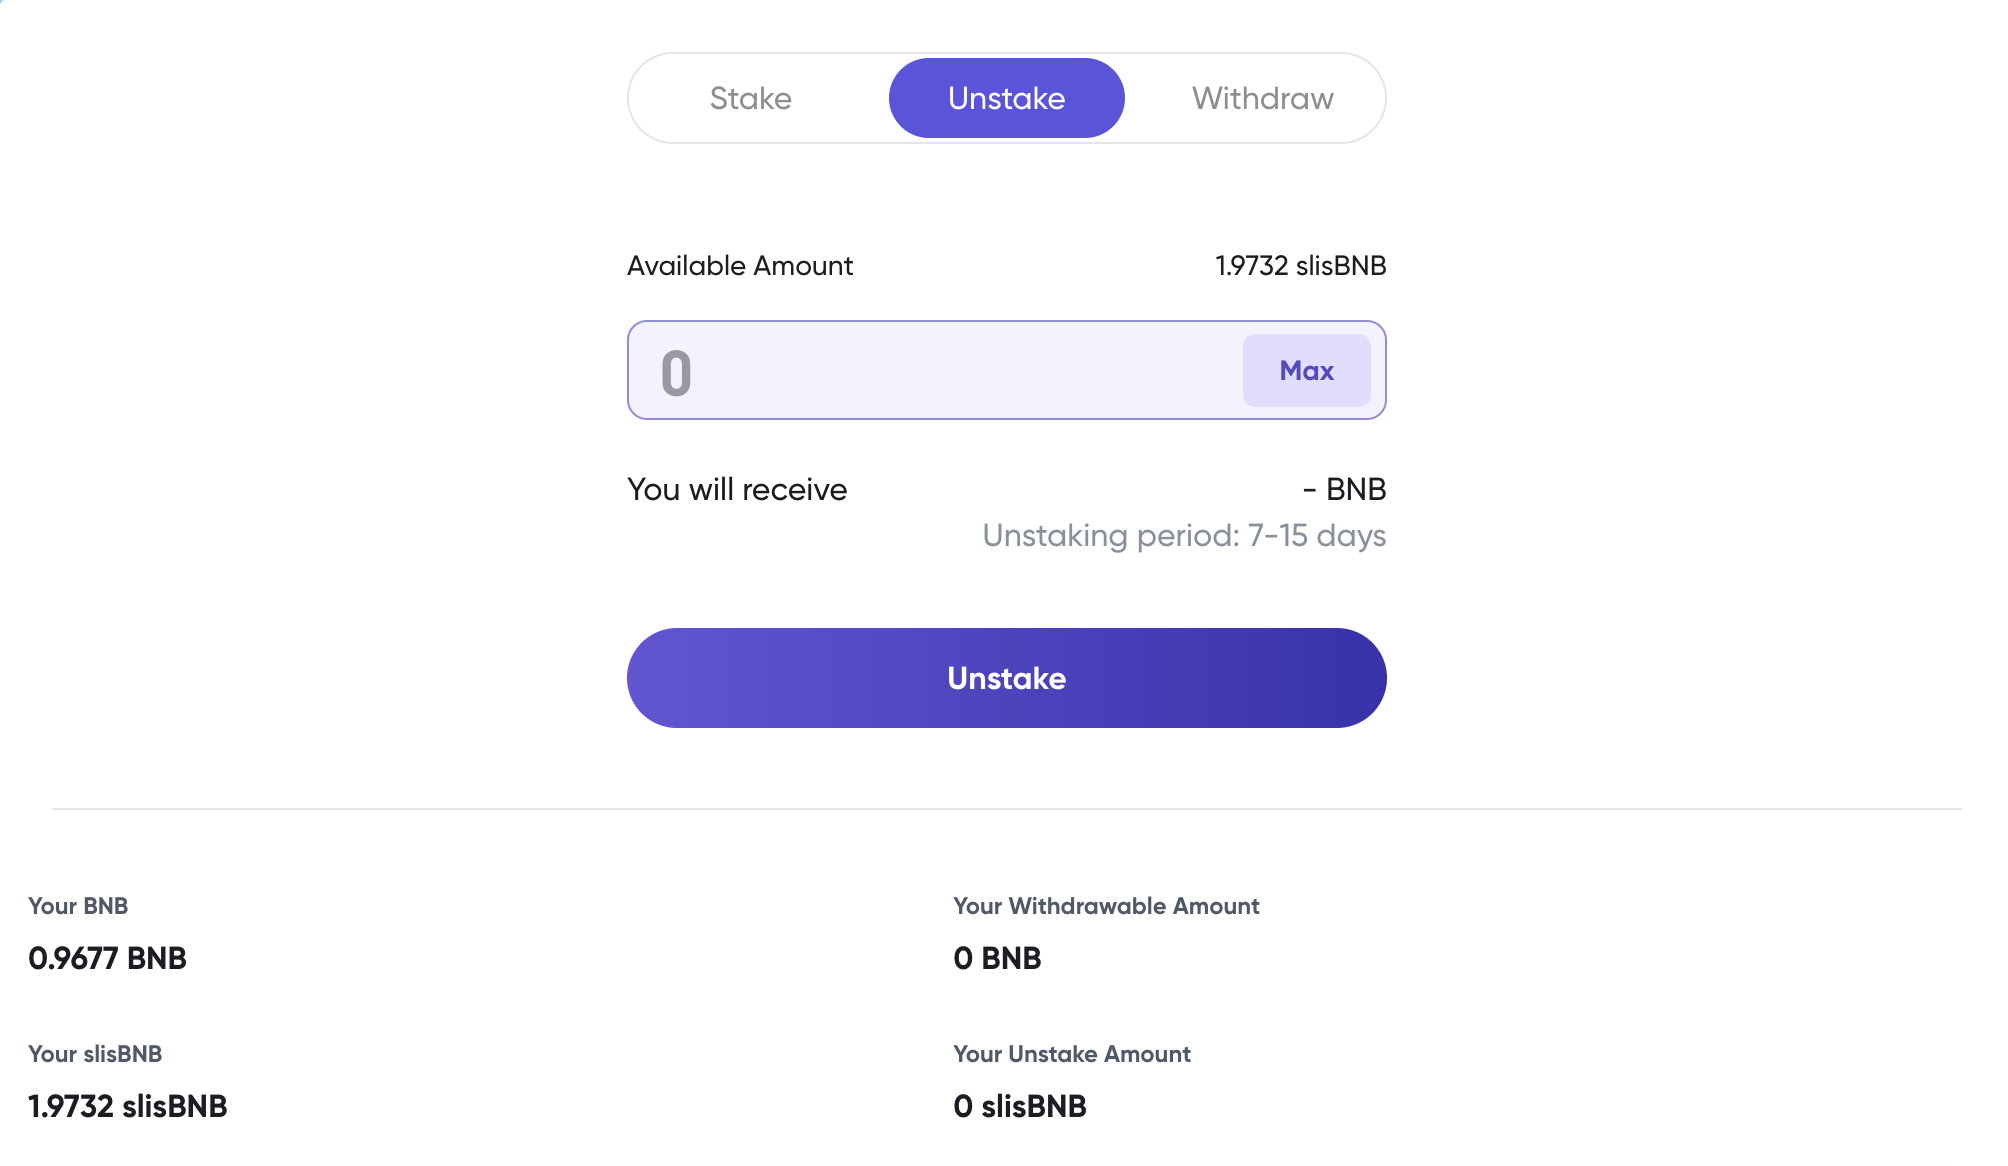 Stake Unstake Withdraw
Available Amount 1.9732 slisBNB
0 Max
You will receive - BNB
Unstaking period: 7-15 days
Unstake
Your BNB Your Withdrawable Amount
0.9677 BNB 0 BNB
Your slisBNB Your Unstake Amount
1.9732 slisBNB 0 slisBNB